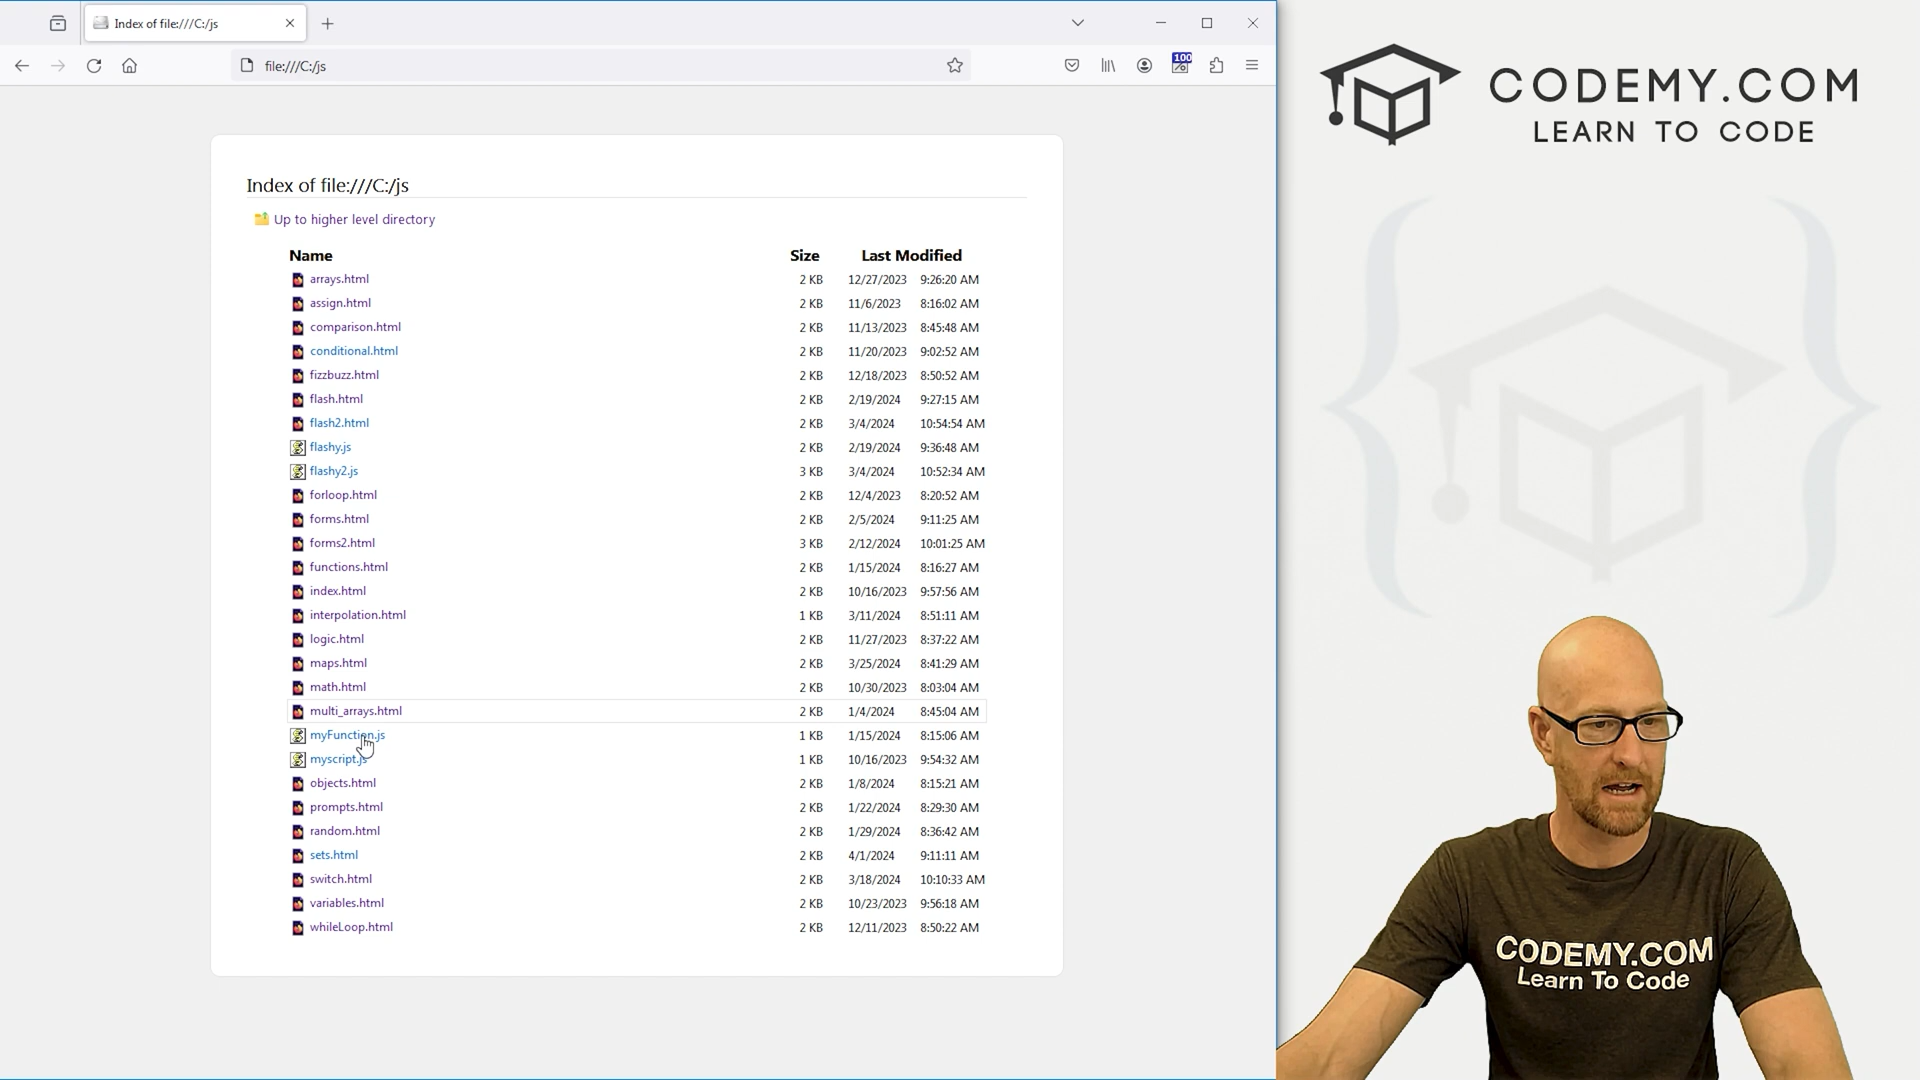 Index of file:///C:/js
file:///C:/js
100
CODEMY.COM
LEARN TO CODE
Index of file:///C:/js
Up to higher level directory
Name Size Last Modified
arrays.html 2 KB 12/27/2023 9:26:20 AM
assign.html 2 KB 11/6/2023 8:16:02 AM
comparison.html 2 KB 11/13/2023 8:45:48 AM
conditional.html 2 KB 11/20/2023 9:02:52 AM
fizzbuzz.html 2 KB 12/18/2023 8:50:52 AM
flash.html 2 KB 2/19/2024 9:27:15 AM
flash2.html 2 KB 3/4/2024 10:54:54 AM
flashy.js 2 KB 2/19/2024 9:36:48 AM
flashy2.js 3 KB 3/4/2024 10:52:34 AM
forloop.html 2 KB 12/4/2023 8:20:52 AM
forms.html 2 KB 2/5/2024 9:11:25 AM
forms2.html 3 KB 2/12/2024 10:01:25 AM
functions.html 2 KB 1/15/2024 8:16:27 AM
index.html 2 KB 10/16/2023 9:57:56 AM
interpolation.html 1 KB 3/11/2024 8:51:11 AM
logic.html 2 KB 11/27/2023 8:37:22 AM
maps.html 2 KB 3/25/2024 8:41:29 AM
math.html 2 KB 10/30/2023 8:03:04 AM
multi_arrays.html 2 KB 1/4/2024 8:45:04 AM
myFunction.js 1 KB 1/15/2024 8:15:06 AM
myscript.js 1 KB 10/16/2023 9:54:32 AM
objects.html 2 KB 1/8/2024 8:15:21 AM
prompts.html 2 KB 1/22/2024 8:29:30 AM
random.html 2 KB 1/29/2024 8:36:42 AM
sets.html 2 KB 4/1/2024 9:11:11 AM
switch.html 2 KB 3/18/2024 10:10:33 AM
variables.html 2 KB 10/23/2023 9:56:18 AM
whileLoop.html 2 KB 12/11/2023 8:50:22 AM
CODEMY.COM
Learn To Code